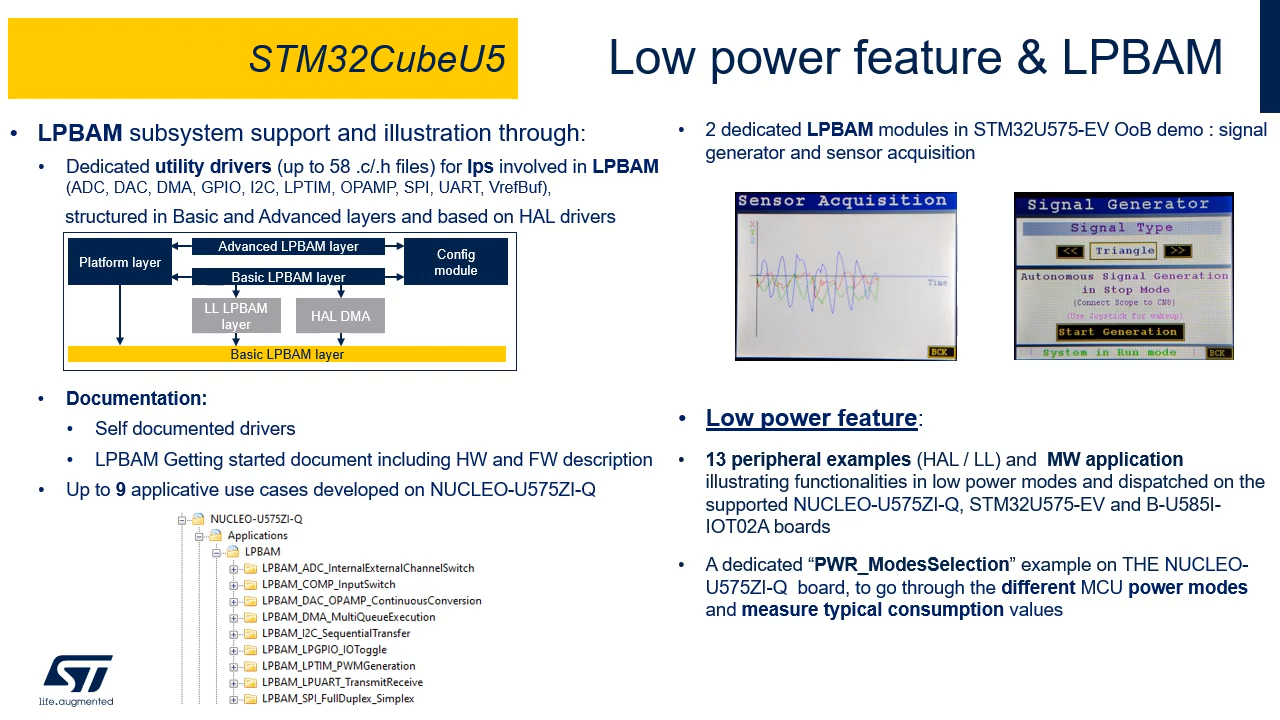 STM32CubeU5
Low power feature & LPBAM
• LPBAM subsystem support and illustration through:
• Dedicated utility drivers (up to 58 .c/.h files) for Ips involved in LPBAM
(ADC, DAC, DMA, GPIO, I2C, LPTIM, OPAMP, SPI, UART, VrefBuf),
structured in Basic and Advanced layers and based on HAL drivers
Platform layer
Advanced LPBAM layer
Basic LPBAM layer
Config
module
LL LPBAM
layer
HAL DMA
Basic LPBAM layer
• Documentation:
• Self documented drivers
• LPBAM Getting started document including HW and FW description
• Up to 9 applicative use cases developed on NUCLEO-U575ZI-Q
NUCLEO-U575ZI-Q
Applications
LPBAM
LPBAM_ADC_InternalExternalChannelSwitch
LPBAM_COMP_InputSwitch
LPBAM_DAC_OPAMP_ContinuousConversion
LPBAM_DMA_MultiQueueExecution
LPBAM_I2C_SequentialTransfer
LPBAM_LPGPIO_IOToggle
LPBAM_LPTIM_PWMGeneration
LPBAM_LPUART_TransmitReceive
LPBAM_SPI_FullDuplex_Simplex
ST
life.augmented
• 2 dedicated LPBAM modules in STM32U575-EV OoB demo : signal
generator and sensor acquisition
Sensor Acquisition
X
Y
Z
Time
BCK
Signal Generator
Signal Type
<< Triangle >>
Autonomous Signal Generation
in Stop Mode
(Connect Scope to CN8)
(Use Joystick for wakeup)
Start Generation
System in Run mode
BCK
• Low power feature:
• 13 peripheral examples (HAL / LL) and MW application
illustrating functionalities in low power modes and dispatched on the
supported NUCLEO-U575ZI-Q, STM32U575-EV and B-U585I-
IOT02A boards
• A dedicated “PWR_ModesSelection” example on THE NUCLEO-
U575ZI-Q board, to go through the different MCU power modes
and measure typical consumption values